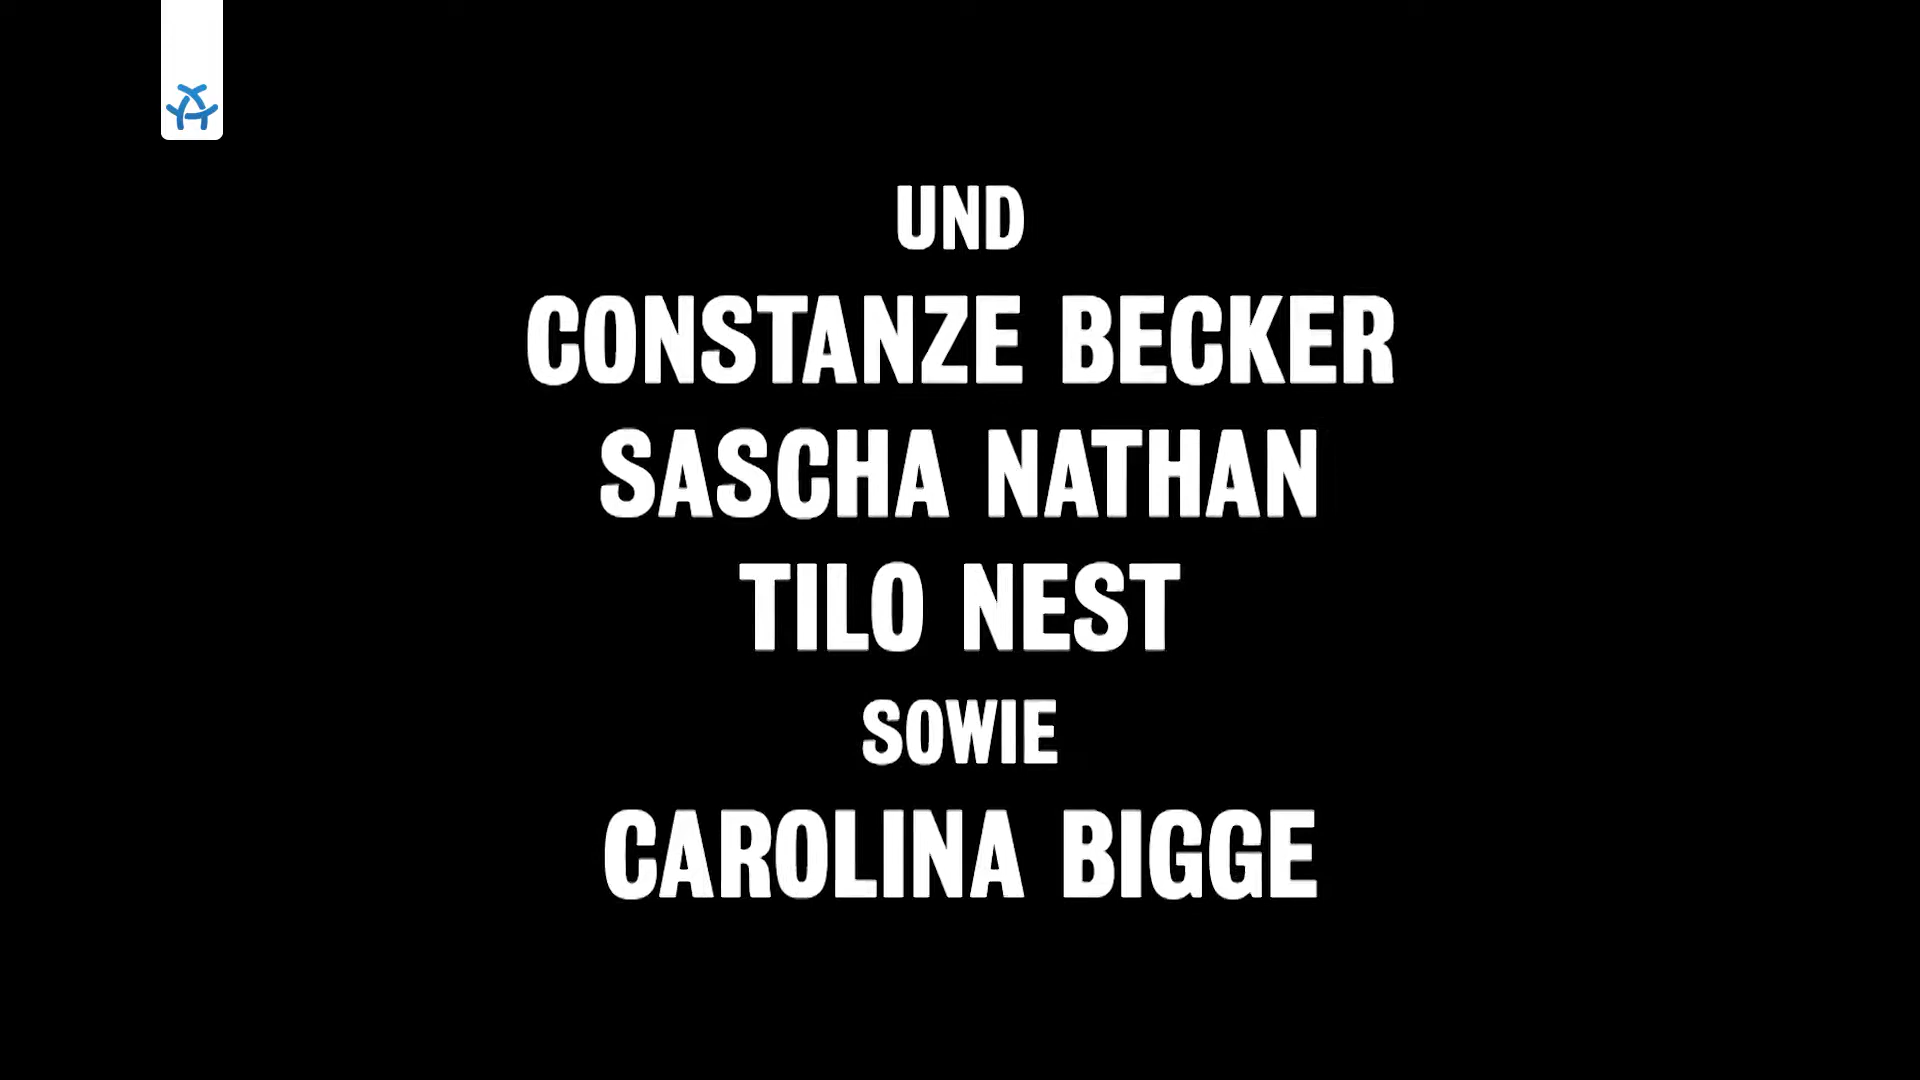 UND
CONSTANZE BECKER
SASCHA NATHAN
TILO NEST
SOWIE
CAROLINA BIGGE